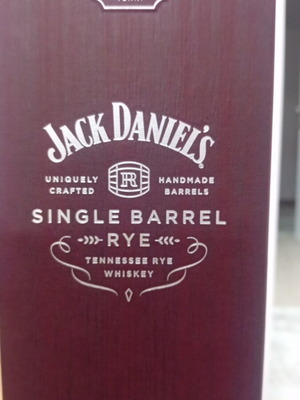 JACK DANIEL'S
UNIQUELY CRAFTED
HANDMADE BARRELS
SINGLE BARREL
RYE
TENNESSEE RYE
WHISKEY